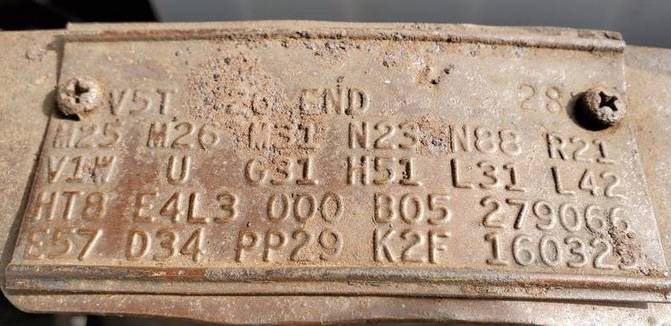 V5T END 28
M25 M26 M31 N23 N88 R21
V1W U G31 H51 L31 L42
HT8 E4L3 000 B05 279066
E57 D34 PP29 K2F 160323